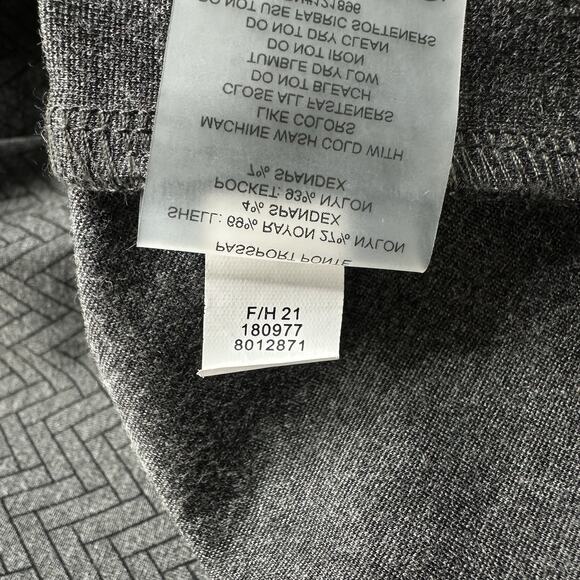 PASSPORT PONTE
SHELL: 69% RAYON 27% NYLON
4% SPANDEX
POCKET: 93% NYLON
7% SPANDEX
MACHINE WASH COLD WITH
LIKE COLORS
CLOSE ALL FASTENERS
DO NOT BLEACH
TUMBLE DRY LOW
DO NOT IRON
DO NOT DRY CLEAN
DO NOT USE FABRIC SOFTENERS
F/H 21
180977
8012871